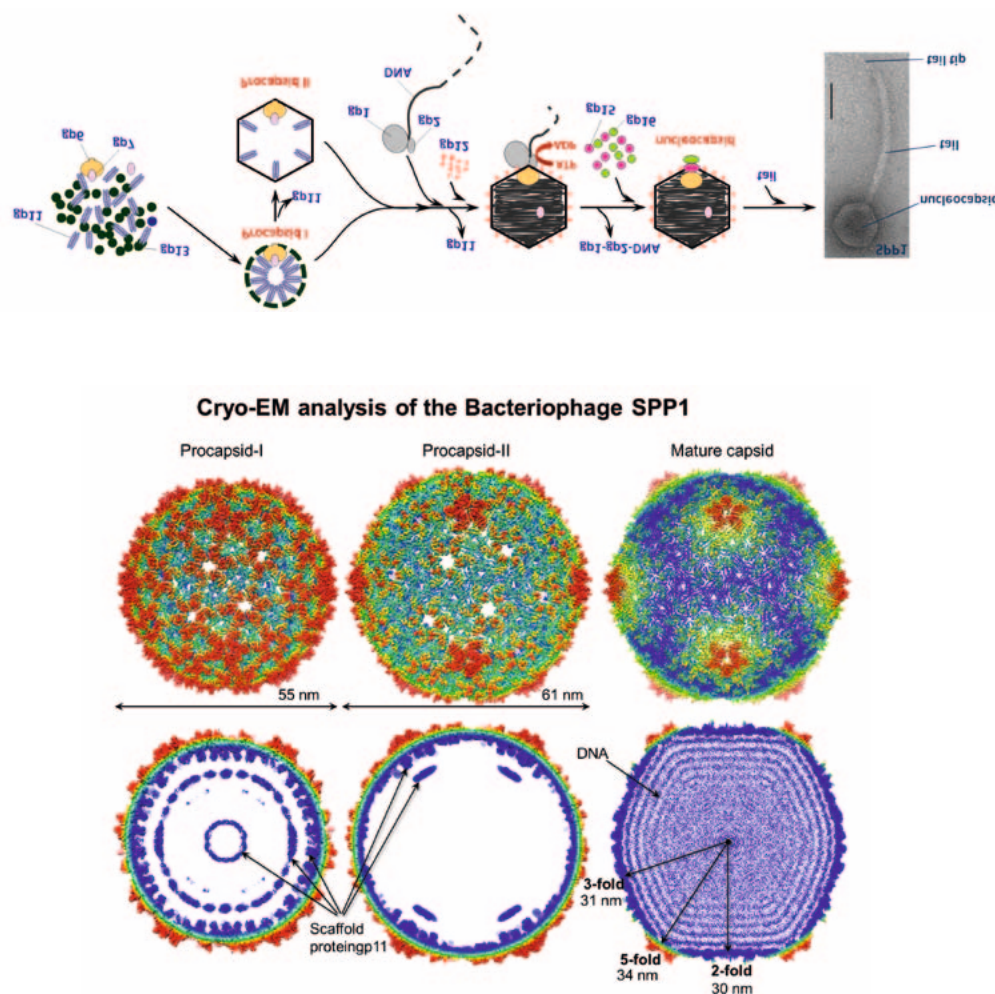 gp6
gp7
gp11
gp13
Procapsid II
gp11
Procapsid I
DNA
gp1
gp2
gp12
gp11
ADP
ATP
gp15
gp16
gp1-gp2-DNA
nucleocapsid
tail
tail tip
tail
nucleocapsid
SPP1
Cryo-EM analysis of the Bacteriophage SPP1
Procapsid-I
Procapsid-II
Mature capsid
55 nm
61 nm
DNA
Scaffold
proteingp11
3-fold
31 nm
5-fold
34 nm
2-fold
30 nm